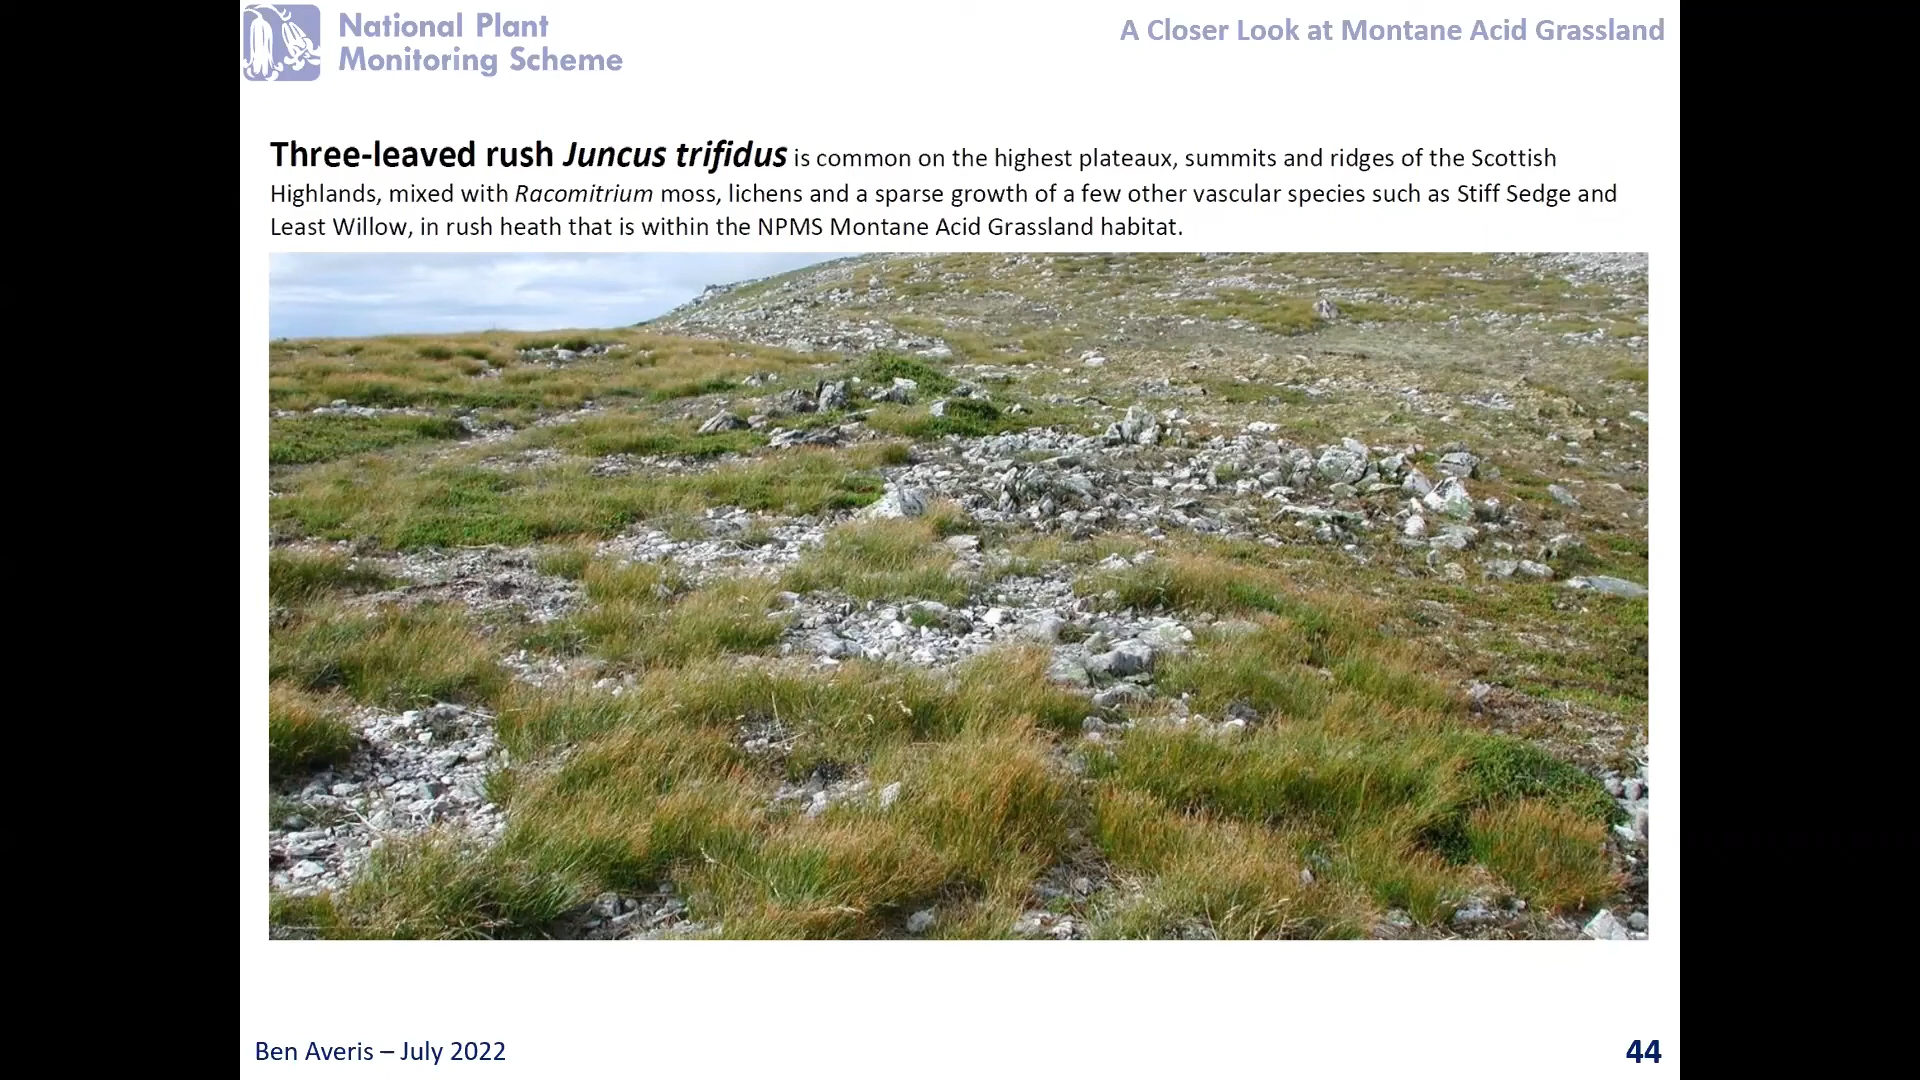 National Plant
Monitoring Scheme
A Closer Look at Montane Acid Grassland
Three-leaved rush Juncus trifidus is common on the highest plateaux, summits and ridges of the Scottish
Highlands, mixed with Racomitrium moss, lichens and a sparse growth of a few other vascular species such as Stiff Sedge and
Least Willow, in rush heath that is within the NPMS Montane Acid Grassland habitat.
Ben Averis – July 2022
44